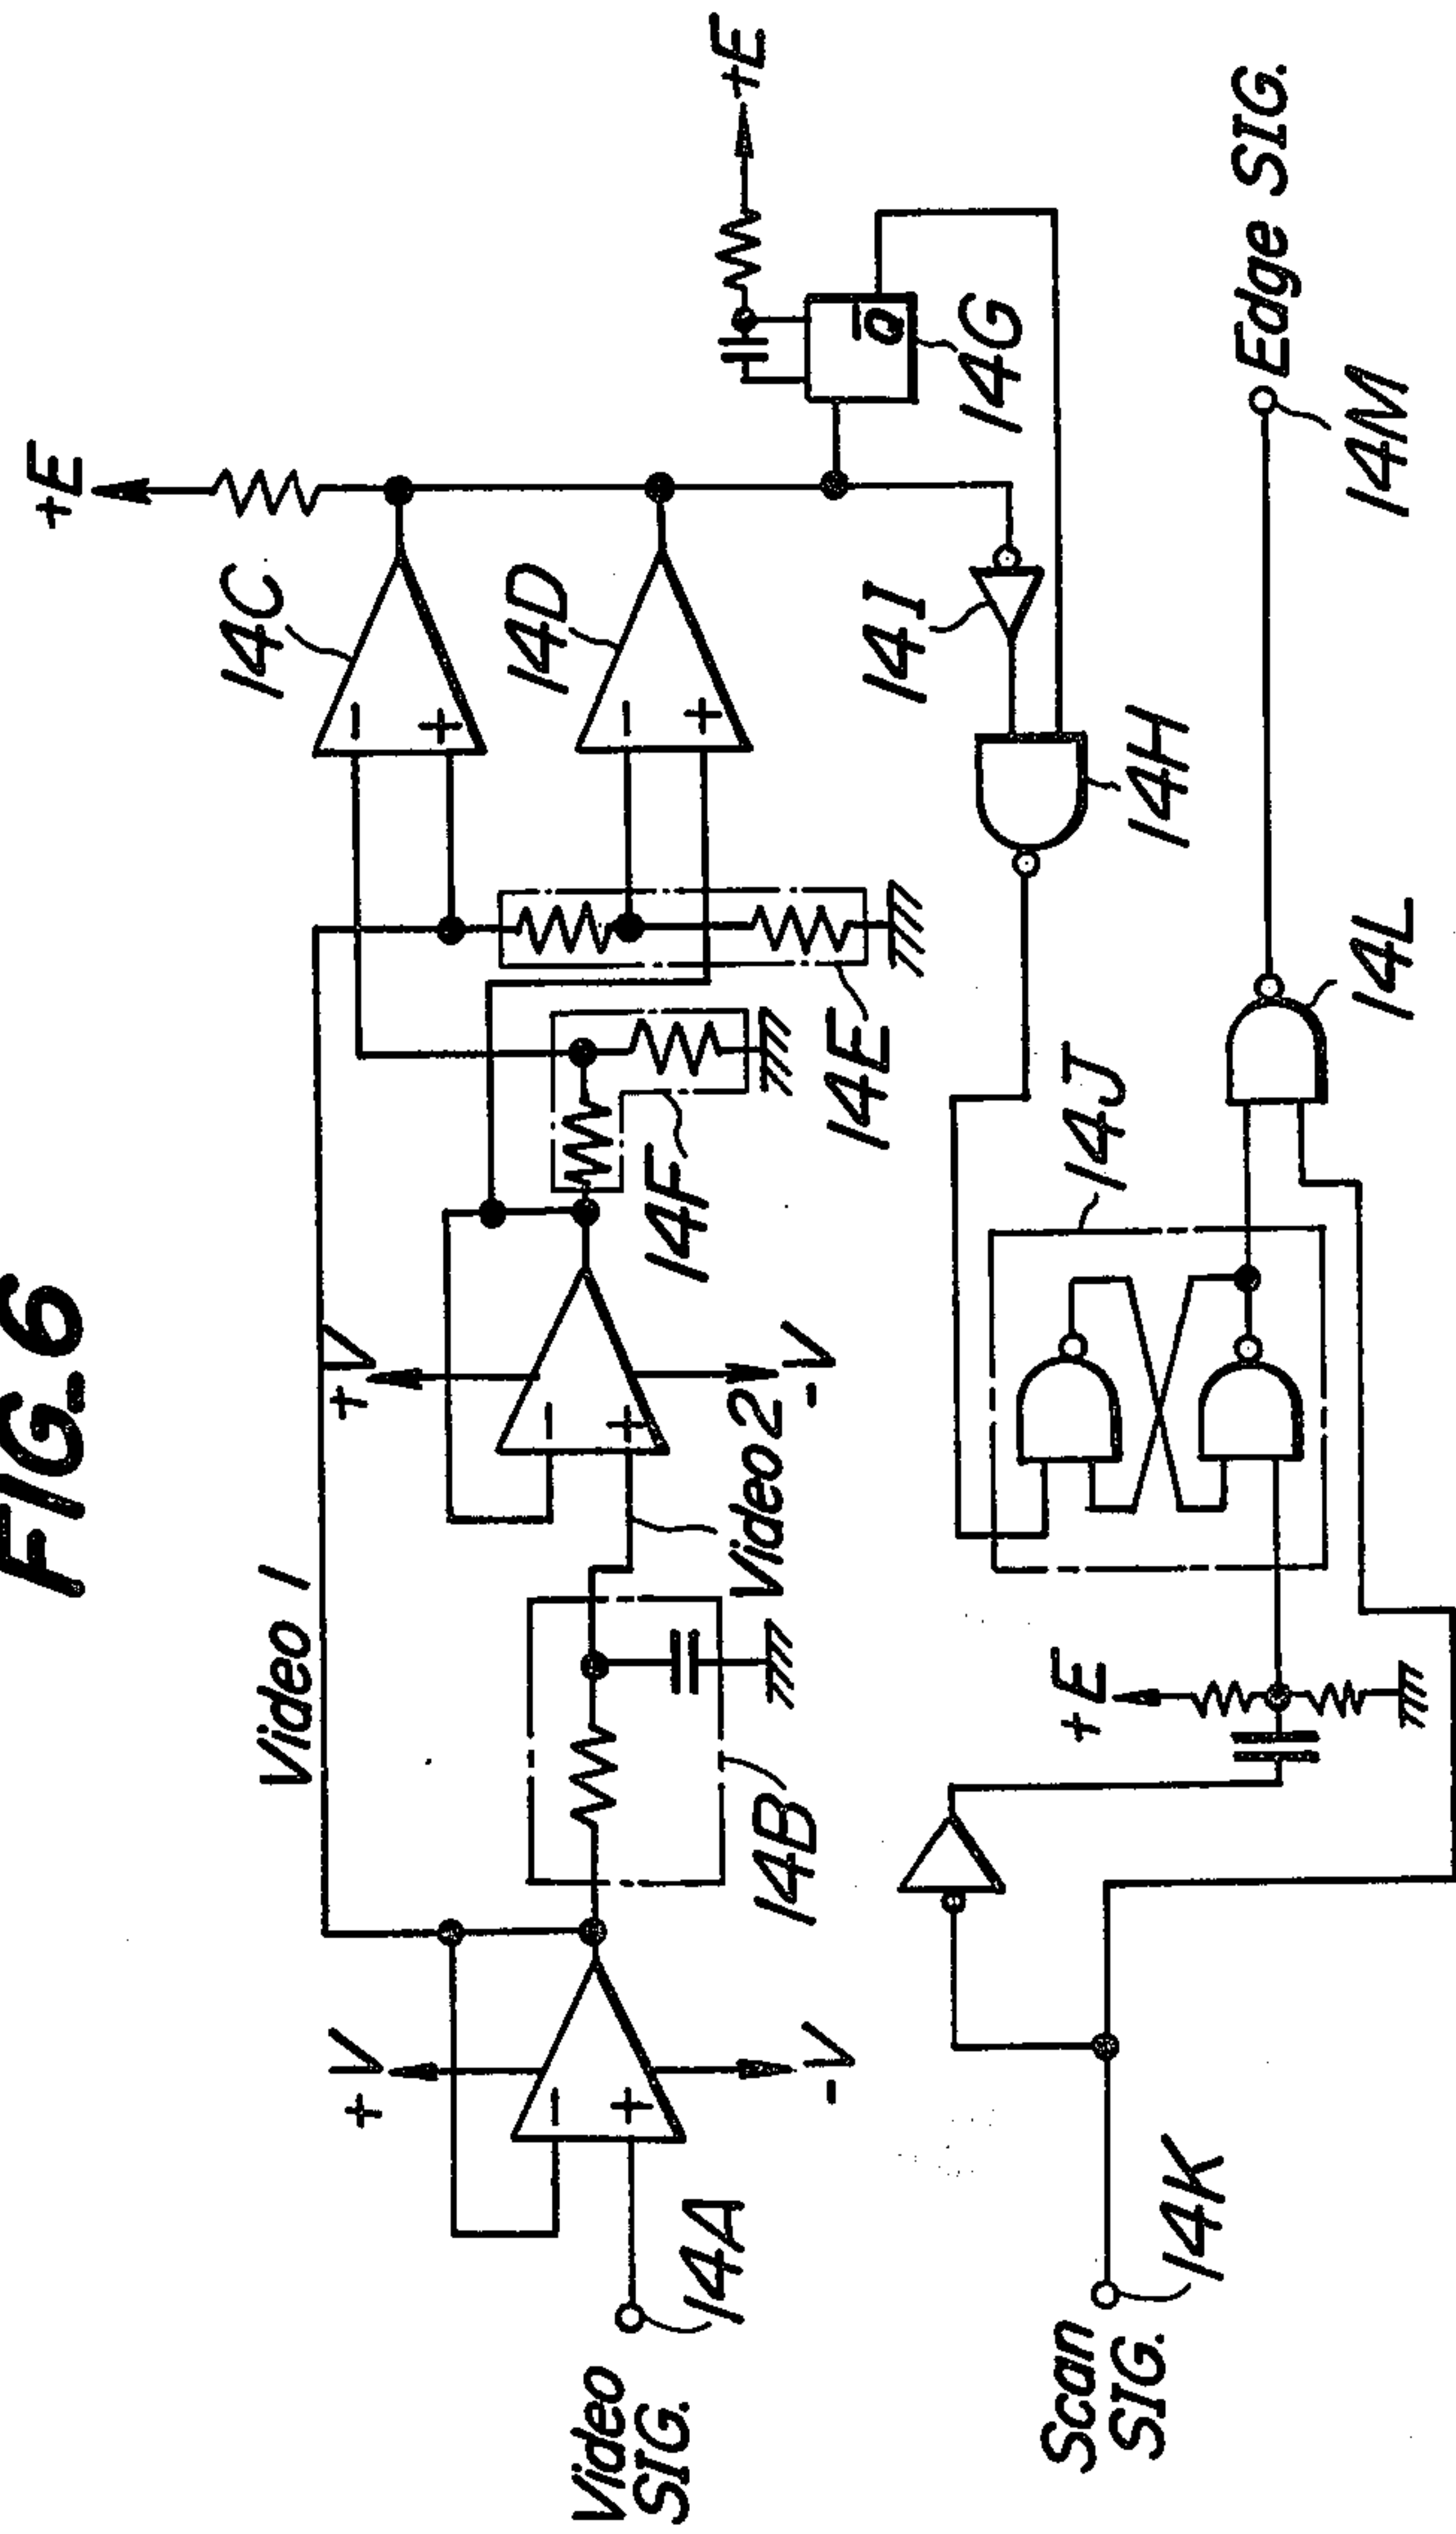 FIG. 6
Video SIG.
14A
+V
-V
Video 1
14B
Video 2
+V
-V
14F
14E
14C
14D
+E
+E
Q̅
14G
14I
14H
Scan SIG.
14K
+E
14J
14L
14M
Edge SIG.